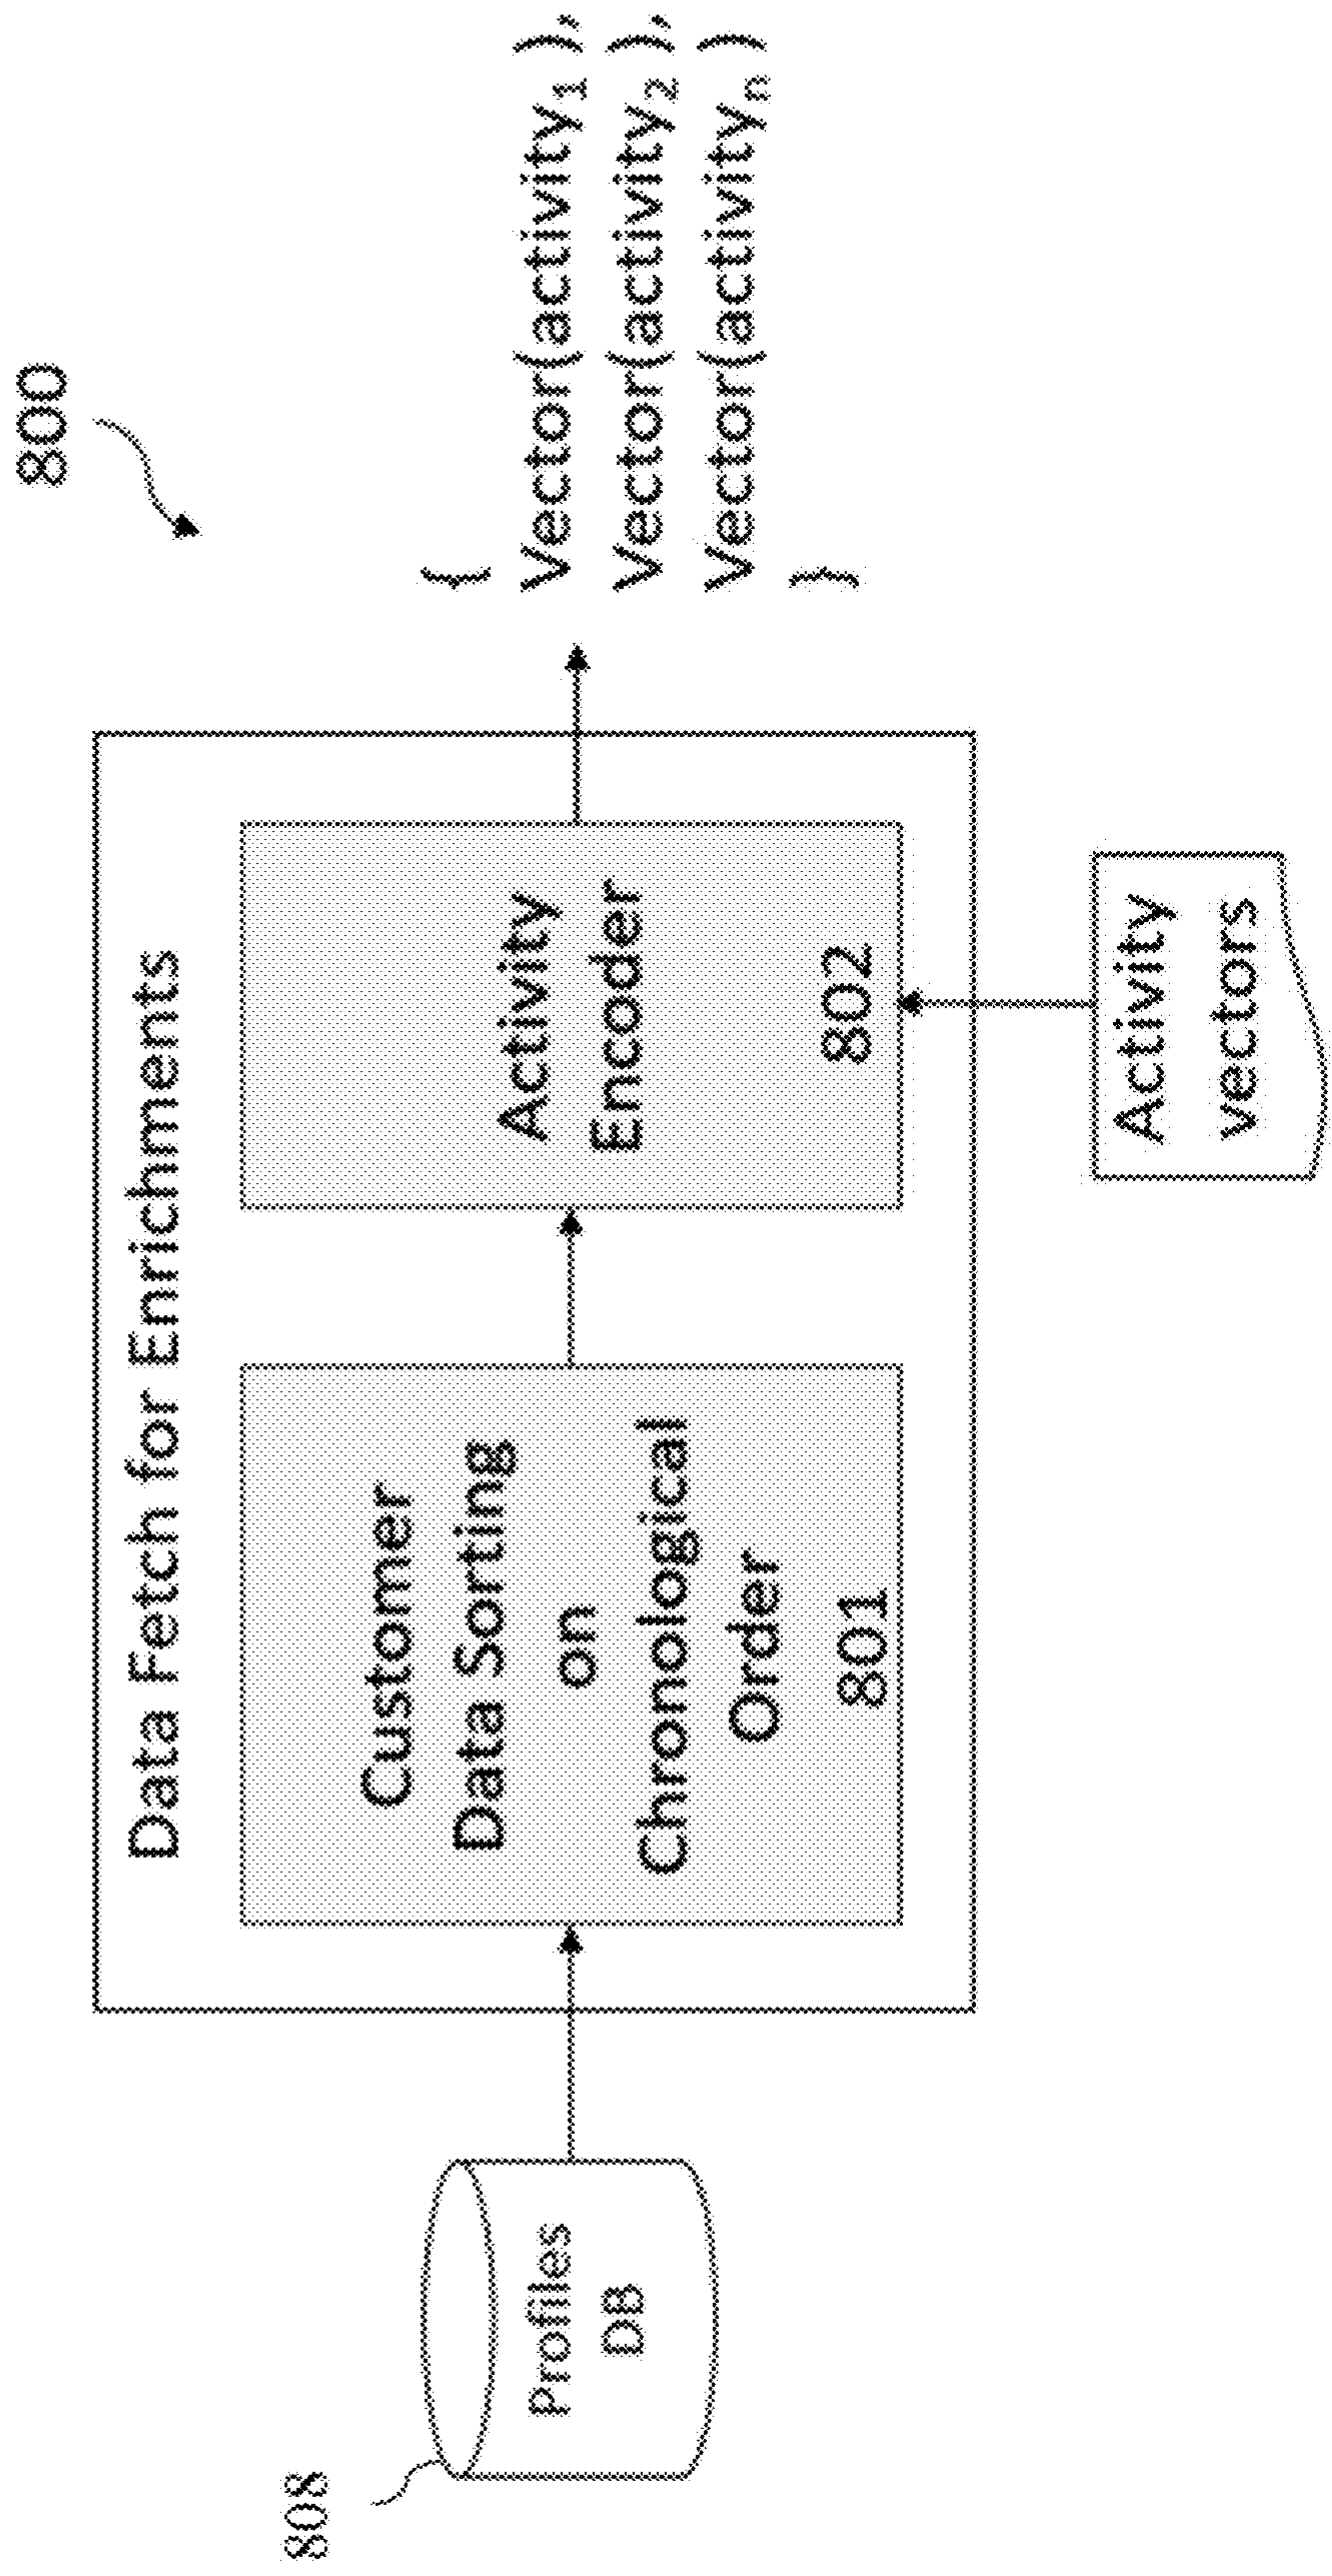 800
Data Fetch for Enrichments
808
Profiles
DB
Customer
Data Sorting
on
Chronological
Order
801
Activity
Encoder
802
{
Vector(activity₁ ),
Vector(activity₂ ),
Vector(activityₙ )
}
Activity
vectors